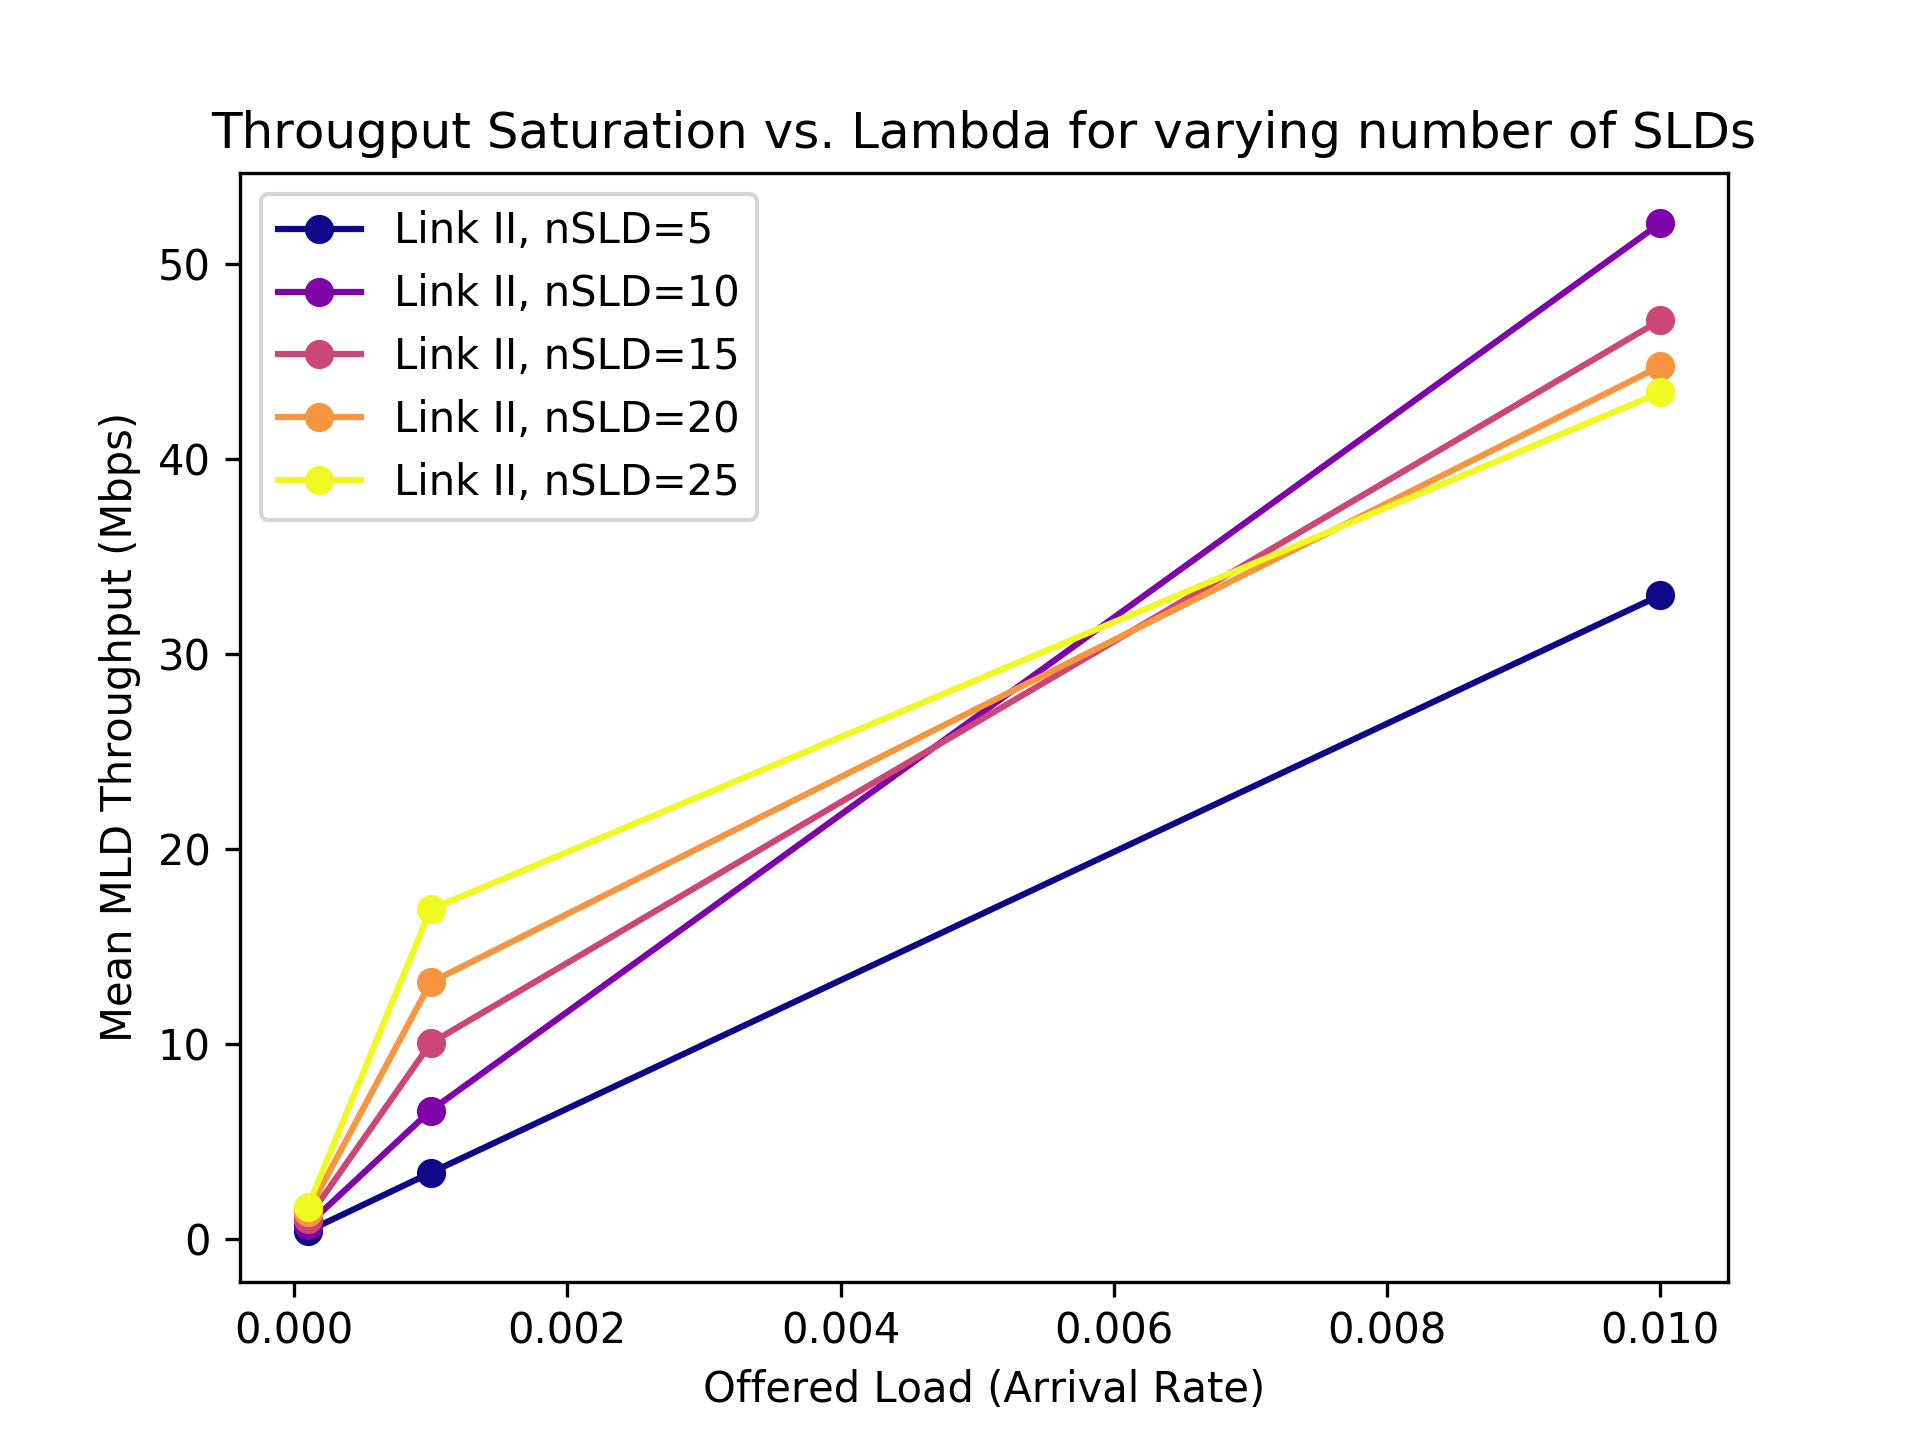 Througput Saturation vs. Lambda for varying number of SLDs
Link II, nSLD=5
Link II, nSLD=10
Link II, nSLD=15
Link II, nSLD=20
Link II, nSLD=25
Mean MLD Throughput (Mbps)
50
40
30
20
10
0
0.000 0.002 0.004 0.006 0.008 0.010
Offered Load (Arrival Rate)